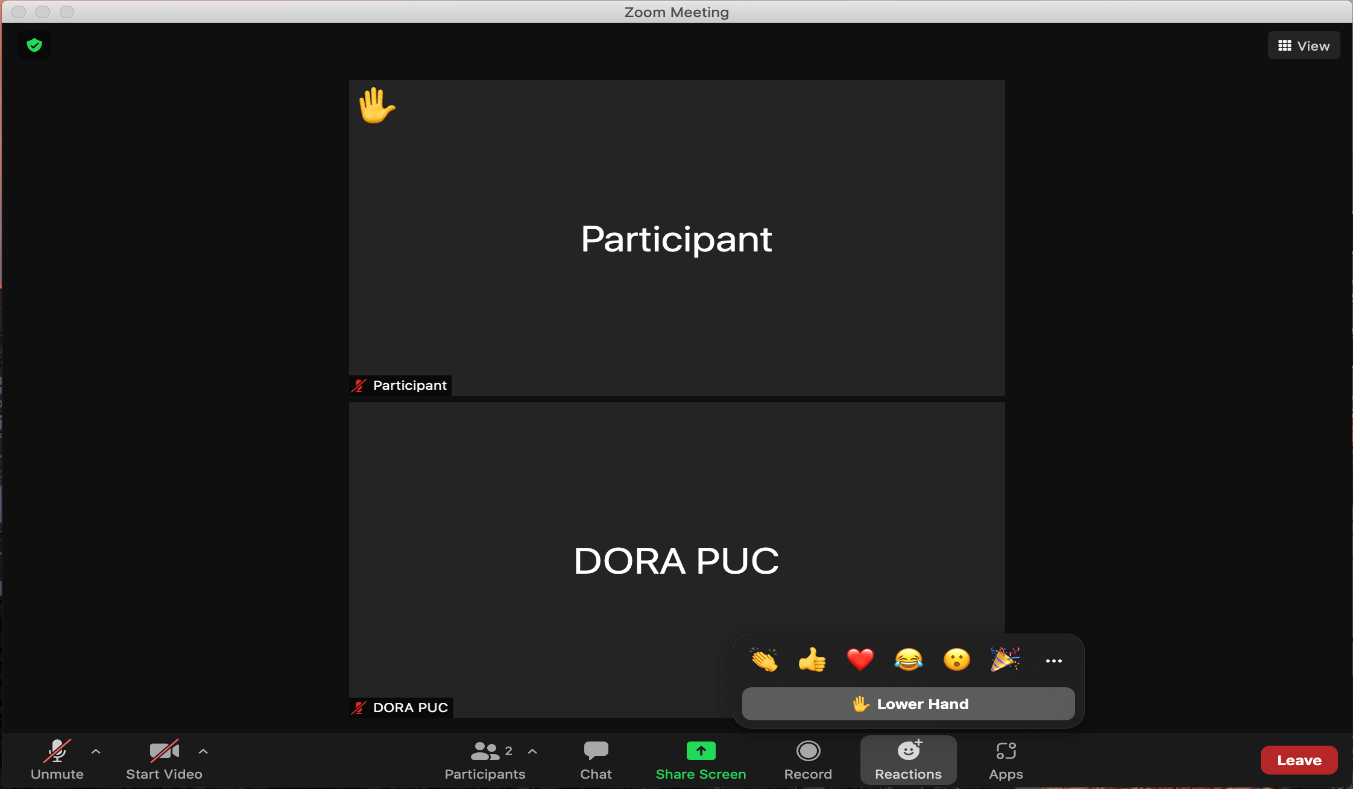 Zoom Meeting
View
Participant
Participant
DORA PUC
DORA PUC
Lower Hand
Unmute
Start Video
2
Participants
Chat
Share Screen
Record
Reactions
Apps
Leave